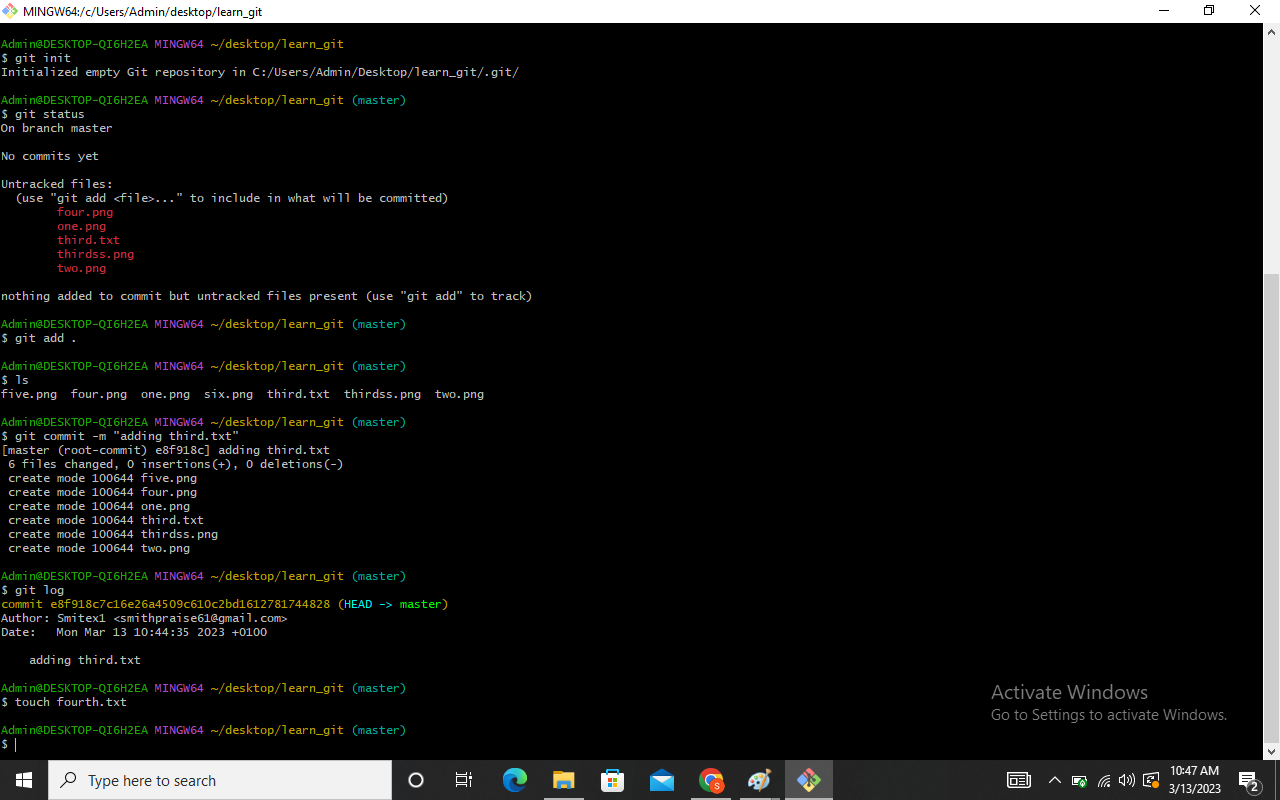 MINGW64:/c/Users/Admin/desktop/learn_git
Admin@DESKTOP-QI6H2EA MINGW64 ~/desktop/learn_git
$ git init
Initialized empty Git repository in C:/Users/Admin/Desktop/learn_git/.git/
Admin@DESKTOP-QI6H2EA MINGW64 ~/desktop/learn_git (master)
$ git status
On branch master
No commits yet
Untracked files:
  (use "git add <file>..." to include in what will be committed)
        four.png
        one.png
        third.txt
        thirdss.png
        two.png
nothing added to commit but untracked files present (use "git add" to track)
Admin@DESKTOP-QI6H2EA MINGW64 ~/desktop/learn_git (master)
$ git add .
Admin@DESKTOP-QI6H2EA MINGW64 ~/desktop/learn_git (master)
$ ls
five.png  four.png  one.png  six.png  third.txt  thirdss.png  two.png
Admin@DESKTOP-QI6H2EA MINGW64 ~/desktop/learn_git (master)
$ git commit -m "adding third.txt"
[master (root-commit) e8f918c] adding third.txt
 6 files changed, 0 insertions(+), 0 deletions(-)
 create mode 100644 five.png
 create mode 100644 four.png
 create mode 100644 one.png
 create mode 100644 third.txt
 create mode 100644 thirdss.png
 create mode 100644 two.png
Admin@DESKTOP-QI6H2EA MINGW64 ~/desktop/learn_git (master)
$ git log
commit e8f918c7c16e26a4509c610c2bd1612781744828 (HEAD -> master)
Author: Smitex1 <smithpraise61@gmail.com>
Date:   Mon Mar 13 10:44:35 2023 +0100
    adding third.txt
Admin@DESKTOP-QI6H2EA MINGW64 ~/desktop/learn_git (master)
$ touch fourth.txt
Admin@DESKTOP-QI6H2EA MINGW64 ~/desktop/learn_git (master)
$
Activate Windows
Go to Settings to activate Windows.
Type here to search
S
10:47 AM
3/13/2023
2